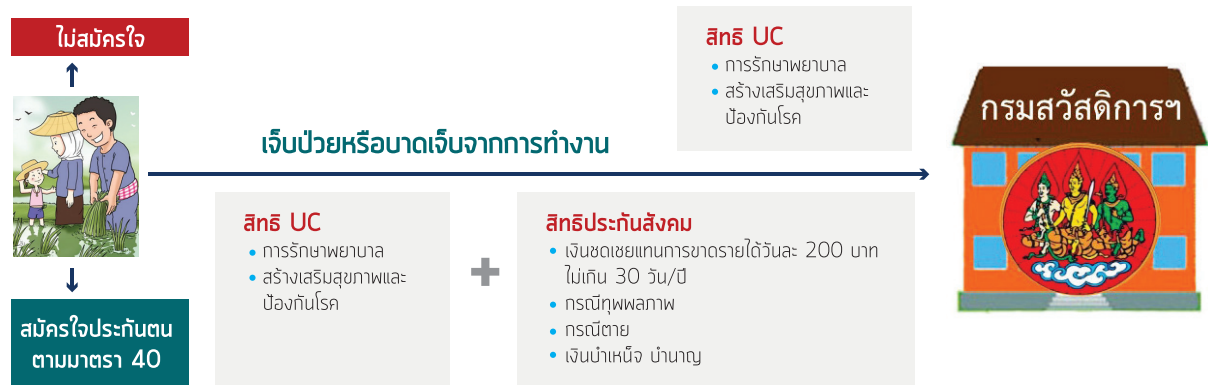 ไม่สมัครใจ
สิทธิ UC
• การรักษาพยาบาล
• สร้างเสริมสุขภาพและ
ป้องกันโรค
กรมสวัสดิการฯ
เจ็บป่วยหรือบาดเจ็บจากการทำงาน
สิทธิ UC
• การรักษาพยาบาล
• สร้างเสริมสุขภาพและ
ป้องกันโรค
+
สิทธิประกันสังคม
• เงินชดเชยแทนการขาดรายได้วันละ 200 บาท
ไม่เกิน 30 วัน/ปี
• กรณีทุพพลภาพ
• กรณีตาย
• เงินบำเหน็จ บำนาญ
สมัครใจประกันตน
ตามมาตรา 40